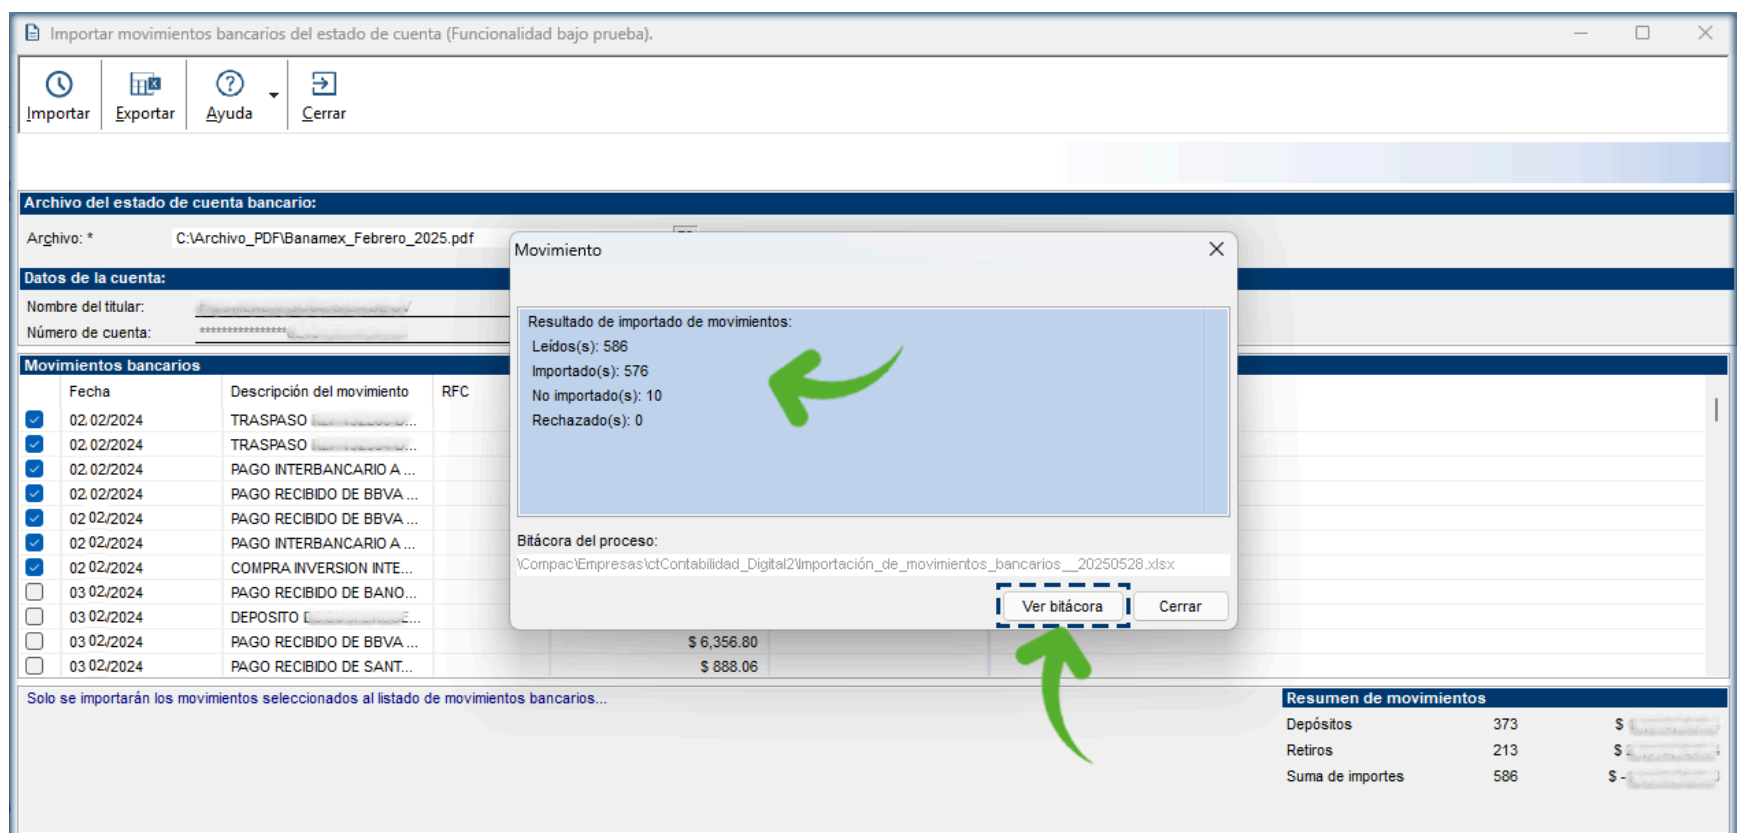 Importar movimientos bancarios del estado de cuenta (Funcionalidad bajo prueba).
Importar Exportar Ayuda Cerrar
Archivo del estado de cuenta bancario:
Archivo: * C:\Archivo_PDF\Banamex_Febrero_2025.pdf
Datos de la cuenta:
Nombre del titular:
Número de cuenta: *****************
Movimientos bancarios
Fecha Descripción del movimiento RFC
02.02/2024 TRASPASO
02.02/2024 TRASPASO
02.02/2024 PAGO INTERBANCARIO A ...
02.02/2024 PAGO RECIBIDO DE BBVA ...
02 02/2024 PAGO RECIBIDO DE BBVA ...
02 02/2024 PAGO INTERBANCARIO A ...
02 02/2024 COMPRA INVERSION INTE...
03 02/2024 PAGO RECIBIDO DE BANO...
03 02/2024 DEPOSITO
03 02/2024 PAGO RECIBIDO DE BBVA ... $ 6,356.80
03 02/2024 PAGO RECIBIDO DE SANT... $ 888.06
Movimiento
Resultado de importado de movimientos:
Leídos(s): 586
Importado(s): 576
No importado(s): 10
Rechazado(s): 0
Bitácora del proceso:
\Compac\Empresas\ctContabilidad_Digital2\Importación_de_movimientos_bancarios__20250528.xlsx
Ver bitácora Cerrar
Solo se importarán los movimientos seleccionados al listado de movimientos bancarios...
Resumen de movimientos
Depósitos 373 $
Retiros 213 $
Suma de importes 586 $ -